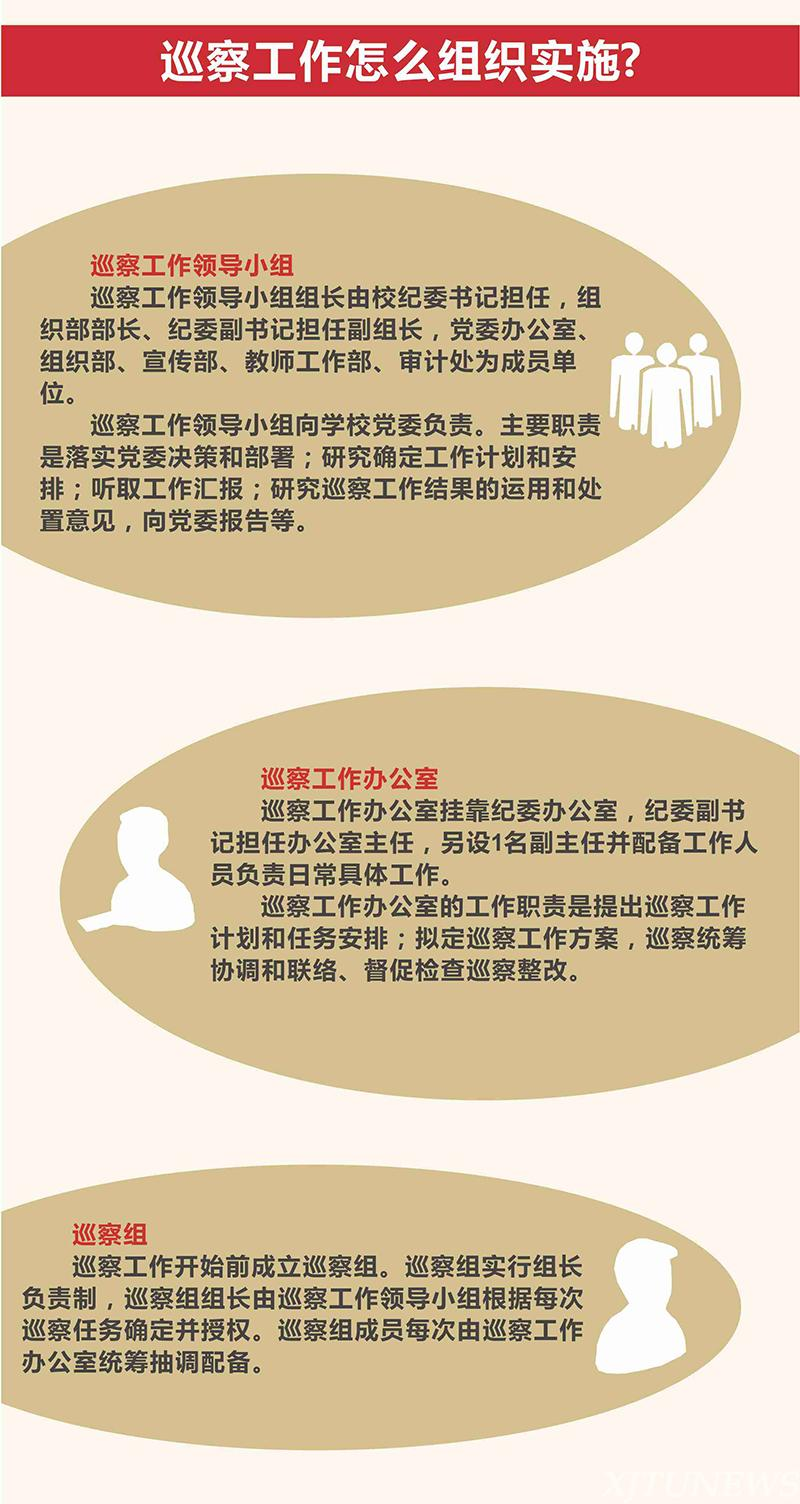 巡察工作怎么组织实施?
巡察工作领导小组
巡察工作领导小组组长由校纪委书记担任，组
织部部长、纪委副书记担任副组长，党委办公室、
组织部、宣传部、教师工作部、审计处为成员单
位。
巡察工作领导小组向学校党委负责。主要职责
是落实党委决策和部署；研究确定工作计划和安
排；听取工作汇报；研究巡察工作结果的运用和处
置意见，向党委报告等。
巡察工作办公室
巡察工作办公室挂靠纪委办公室，纪委副书
记担任办公室主任，另设1名副主任并配备工作人
员负责日常具体工作。
巡察工作办公室的工作职责是提出巡察工作
计划和任务安排；拟定巡察工作方案，巡察统筹
协调和联络、督促检查巡察整改。
巡察组
巡察工作开始前成立巡察组。巡察组实行组长
负责制，巡察组组长由巡察工作领导小组根据每次
巡察任务确定并授权。巡察组成员每次由巡察工作
办公室统筹抽调配备。
XJTUNEWS